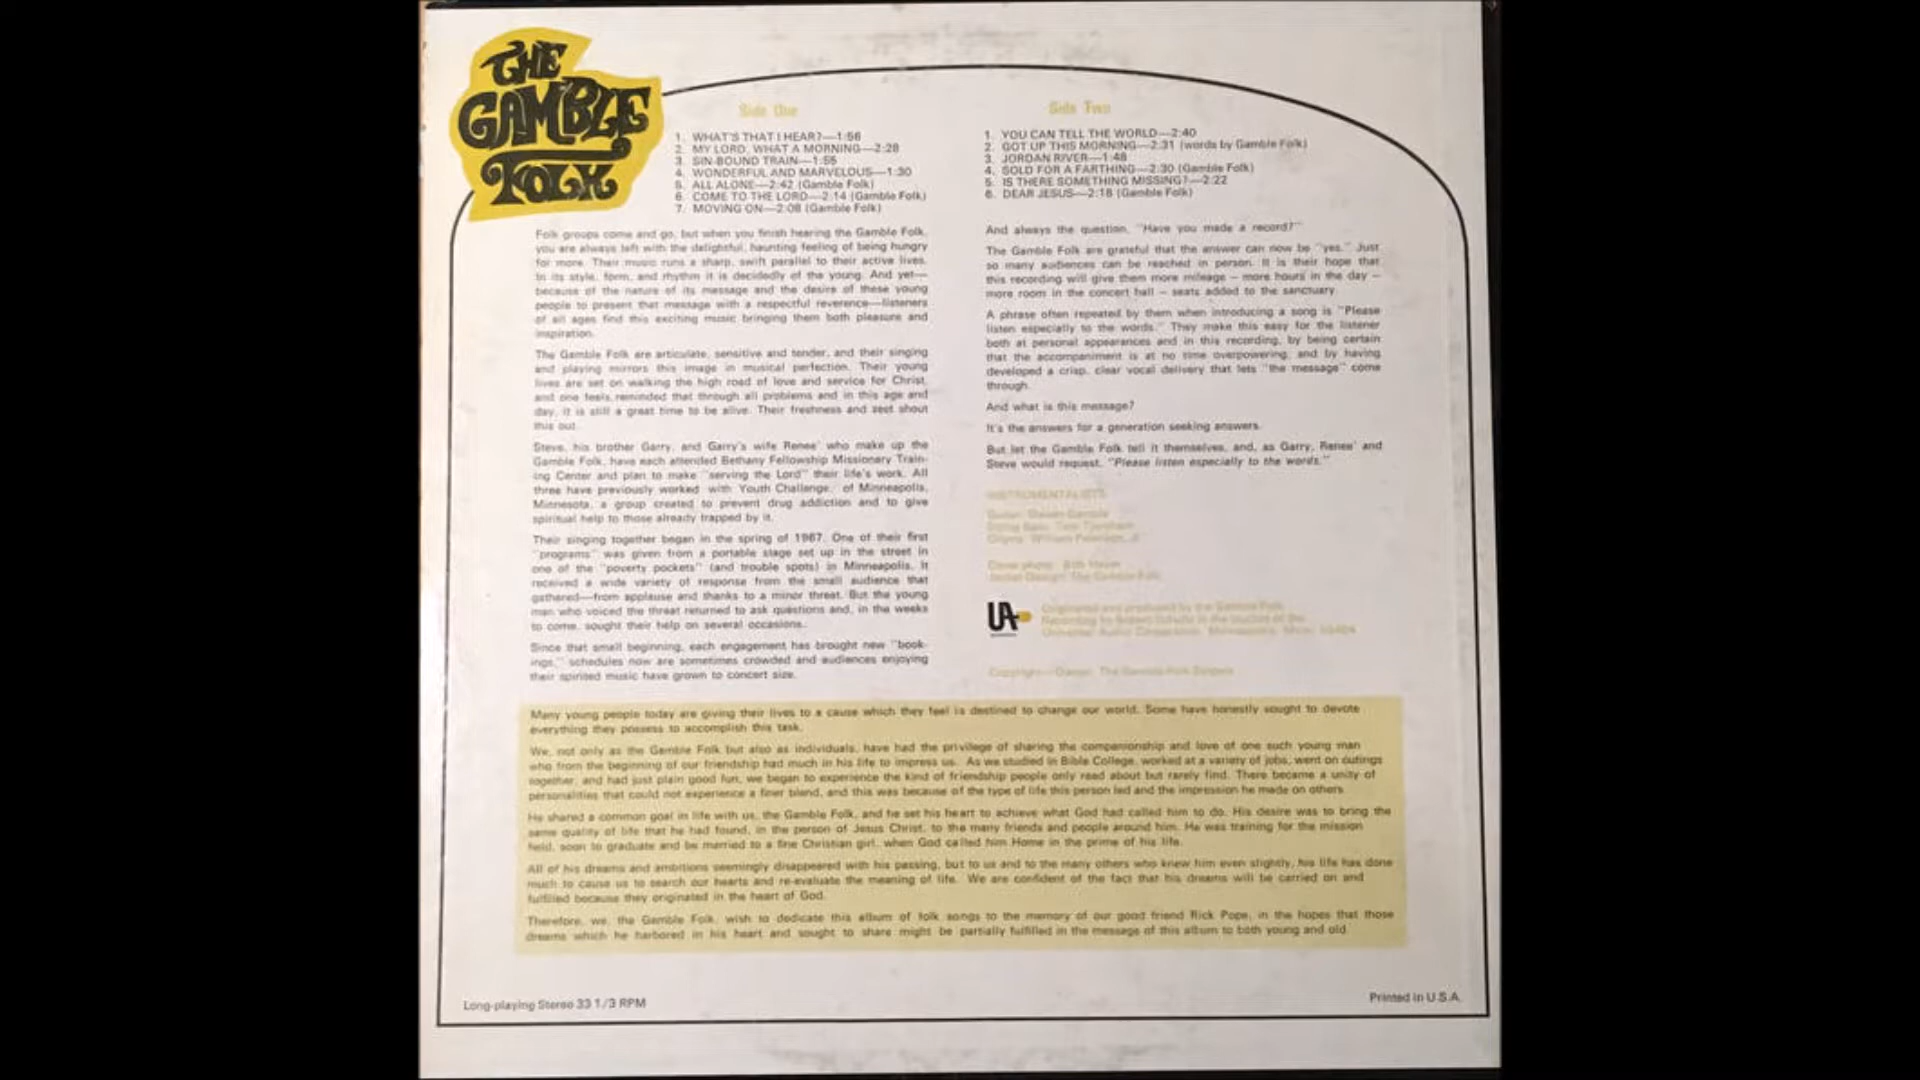 THE
GAMBLE
FOLK
Side One
1. WHAT'S THAT I HEAR?—1:56
2. MY LORD, WHAT A MORNING—2:28
3. SIN-BOUND TRAIN—1:55
4. WONDERFUL AND MARVELOUS—1:30
5. ALL ALONE—2:42 (Gamble Folk)
6. COME TO THE LORD—2:14 (Gamble Folk)
7. MOVING ON—2:08 (Gamble Folk)
Folk groups come and go, but when you finish hearing the Gamble Folk,
you are always left with the delightful, haunting feeling of being hungry
for more. Their music runs a sharp, swift parallel to their active lives.
In its style, form, and rhythm it is decidedly of the young. And yet—
because of the nature of its message and the desire of these young
people to present that message with a respectful reverence—listeners
of all ages find this exciting music bringing them both pleasure and
inspiration.
The Gamble Folk are articulate, sensitive and tender, and their singing
and playing mirrors this image in musical perfection. Their young
lives are set on walking the high road of love and service for Christ,
and one feels reminded that through all problems and in this age and
day, it is still a great time to be alive. Their freshness and zest shout
this out.
Steve, his brother Garry, and Garry's wife Renee' who make up the
Gamble Folk, have each attended Bethany Fellowship Missionary Train-
ing Center and plan to make "serving the Lord" their life's work. All
three have previously worked with Youth Challenge, of Minneapolis,
Minnesota, a group created to prevent drug addiction and to give
spiritual help to those already trapped by it.
Their singing together began in the spring of 1967. One of their first
"programs" was given from a portable stage set up in the street in
one of the "poverty pockets" (and trouble spots) in Minneapolis. It
received a wide variety of response from the small audience that
gathered—from applause and thanks to a minor threat. But the young
man who voiced the threat returned to ask questions and, in the weeks
to come, sought their help on several occasions.
Since that small beginning, each engagement has brought new "book-
ings," schedules now are sometimes crowded and audiences enjoying
their spirited music have grown to concert size.
Side Two
1. YOU CAN TELL THE WORLD—2:40
2. GOT UP THIS MORNING—2:31 (words by Gamble Folk)
3. JORDAN RIVER—1:48
4. SOLD FOR A FARTHING—2:30 (Gamble Folk)
5. IS THERE SOMETHING MISSING?—2:22
6. DEAR JESUS—2:18 (Gamble Folk)
And always the question, "Have you made a record?"
The Gamble Folk are grateful that the answer can now be "yes." Just
so many audiences can be reached in person. It is their hope that
this recording will give them more mileage — more hours in the day —
more room in the concert hall — seats added to the sanctuary.
A phrase often repeated by them when introducing a song is "Please
listen especially to the words." They make this easy for the listener
both at personal appearances and in this recording, by being certain
that the accompaniment is at no time overpowering, and by having
developed a crisp, clear vocal delivery that lets "the message" come
through.
And what is this message?
It's the answers for a generation seeking answers.
But let the Gamble Folk tell it themselves, and, as Garry, Renee' and
Steve would request, "Please listen especially to the words."
INSTRUMENTALISTS
Guitar: Steven Gamble
String Bass: Tom
Drums: William Peterson, Jr.
Cover photo: Bob
Jacket Design: The Gamble Folk
UA
Originated and produced by the Gamble Folk
Recording by Robert Schultz in the studios of the
Universal Audio Corporation, Minneapolis, Minn. 55404
Copyright—Owner: The Gamble Folk Singers
Many young people today are giving their lives to a cause which they feel is destined to change our world. Some have honestly sought to devote
everything they possess to accomplish this task.
We, not only as the Gamble Folk but also as individuals, have had the privilege of sharing the companionship and love of one such young man
who from the beginning of our friendship had much in his life to impress us. As we studied in Bible College, worked at a variety of jobs, went on outings
together, and had just plain good fun, we began to experience the kind of friendship people only read about but rarely find. There became a unity of
personalities that could not experience a finer blend, and this was because of the type of life this person led and the impression he made on others.
He shared a common goal in life with us, the Gamble Folk, and he set his heart to achieve what God had called him to do. His desire was to bring the
same quality of life that he had found, in the person of Jesus Christ, to the many friends and people around him. He was training for the mission
field, soon to graduate and be married to a fine Christian girl, when God called him Home in the prime of his life.
All of his dreams and ambitions seemingly disappeared with his passing, but to us and to the many others who knew him even slightly, his life has done
much to cause us to search our hearts and re-evaluate the meaning of life. We are confident of the fact that his dreams will be carried on and
fulfilled because they originated in the heart of God.
Therefore, we, the Gamble Folk, wish to dedicate this album of folk songs to the memory of our good friend Rick Pope, in the hopes that those
dreams which he harbored in his heart and sought to share might be partially fulfilled in the message of this album to both young and old.
Long-playing Stereo 33 1/3 RPM
Printed in U.S.A.